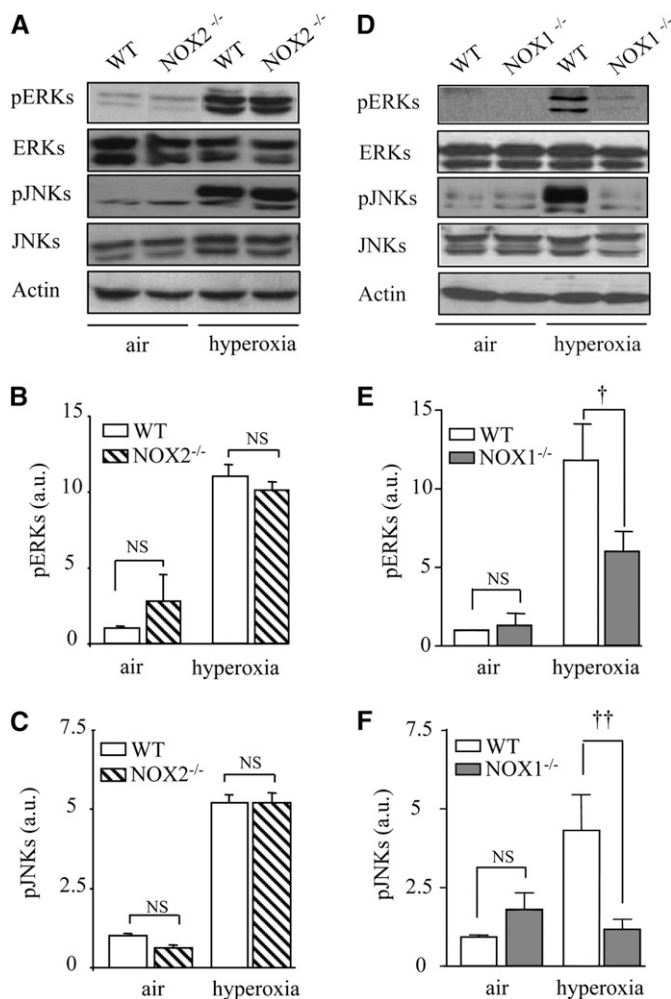 A
WT NOX2-/- WT NOX2-/-
pERKs
ERKs
pJNKs
JNKs
Actin
air hyperoxia
B
15
10
5
0
pERKs (a.u.)
WT
NOX2-/-
NS
NS
air hyperoxia
C
7.5
5
2.5
0
pJNKs (a.u.)
WT
NOX2-/-
NS
NS
air hyperoxia
D
WT NOX1-/- WT NOX1-/-
pERKs
ERKs
pJNKs
JNKs
Actin
air hyperoxia
E
15
10
5
0
pERKs (a.u.)
WT
NOX1-/-
NS
†
air hyperoxia
F
7.5
5
2.5
0
pJNKs (a.u.)
WT
NOX1-/-
NS
††
air hyperoxia